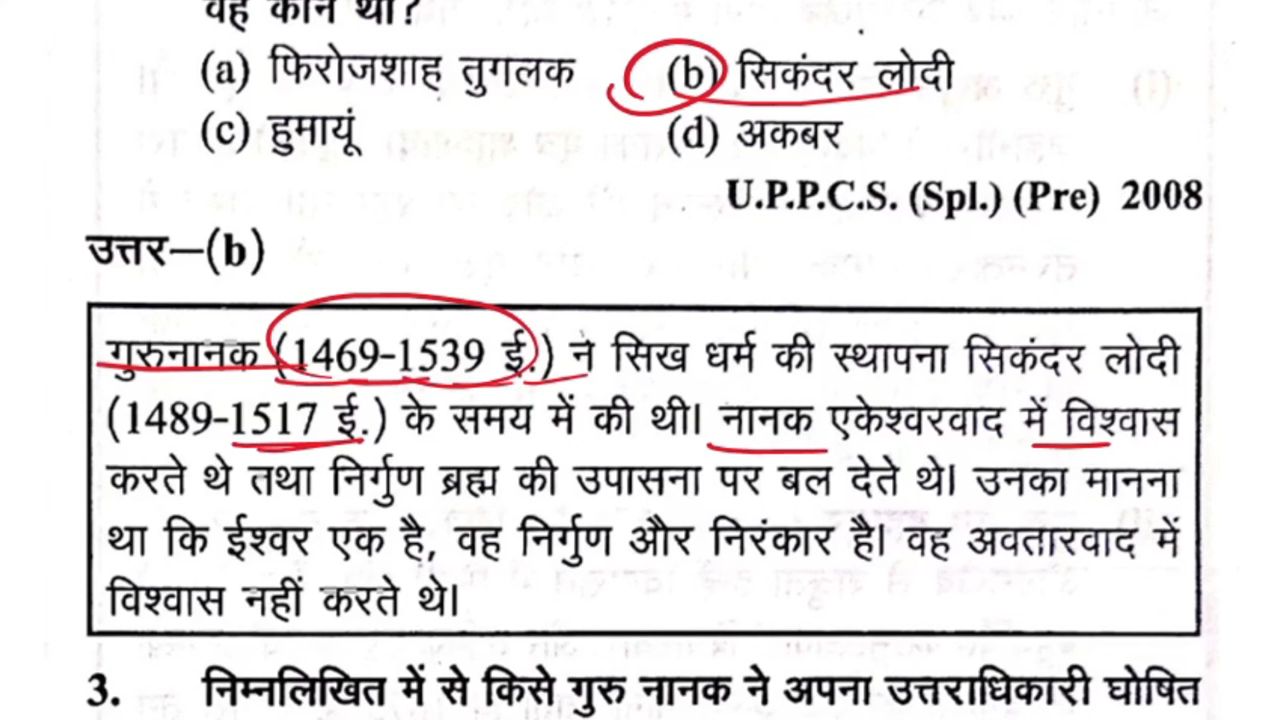 वह कौन था?
(a) फिरोजशाह तुगलक (b) सिकंदर लोदी
(c) हुमायूं (d) अकबर
U.P.P.C.S. (Spl.) (Pre) 2008
उत्तर—(b)
गुरुनानक (1469-1539 ई.) ने सिख धर्म की स्थापना सिकंदर लोदी
(1489-1517 ई.) के समय में की थी। नानक एकेश्वरवाद में विश्वास
करते थे तथा निर्गुण ब्रह्म की उपासना पर बल देते थे। उनका मानना
था कि ईश्वर एक है, वह निर्गुण और निरंकार है। वह अवतारवाद में
विश्वास नहीं करते थे।
3. निम्नलिखित में से किसे गुरु नानक ने अपना उत्तराधिकारी घोषित